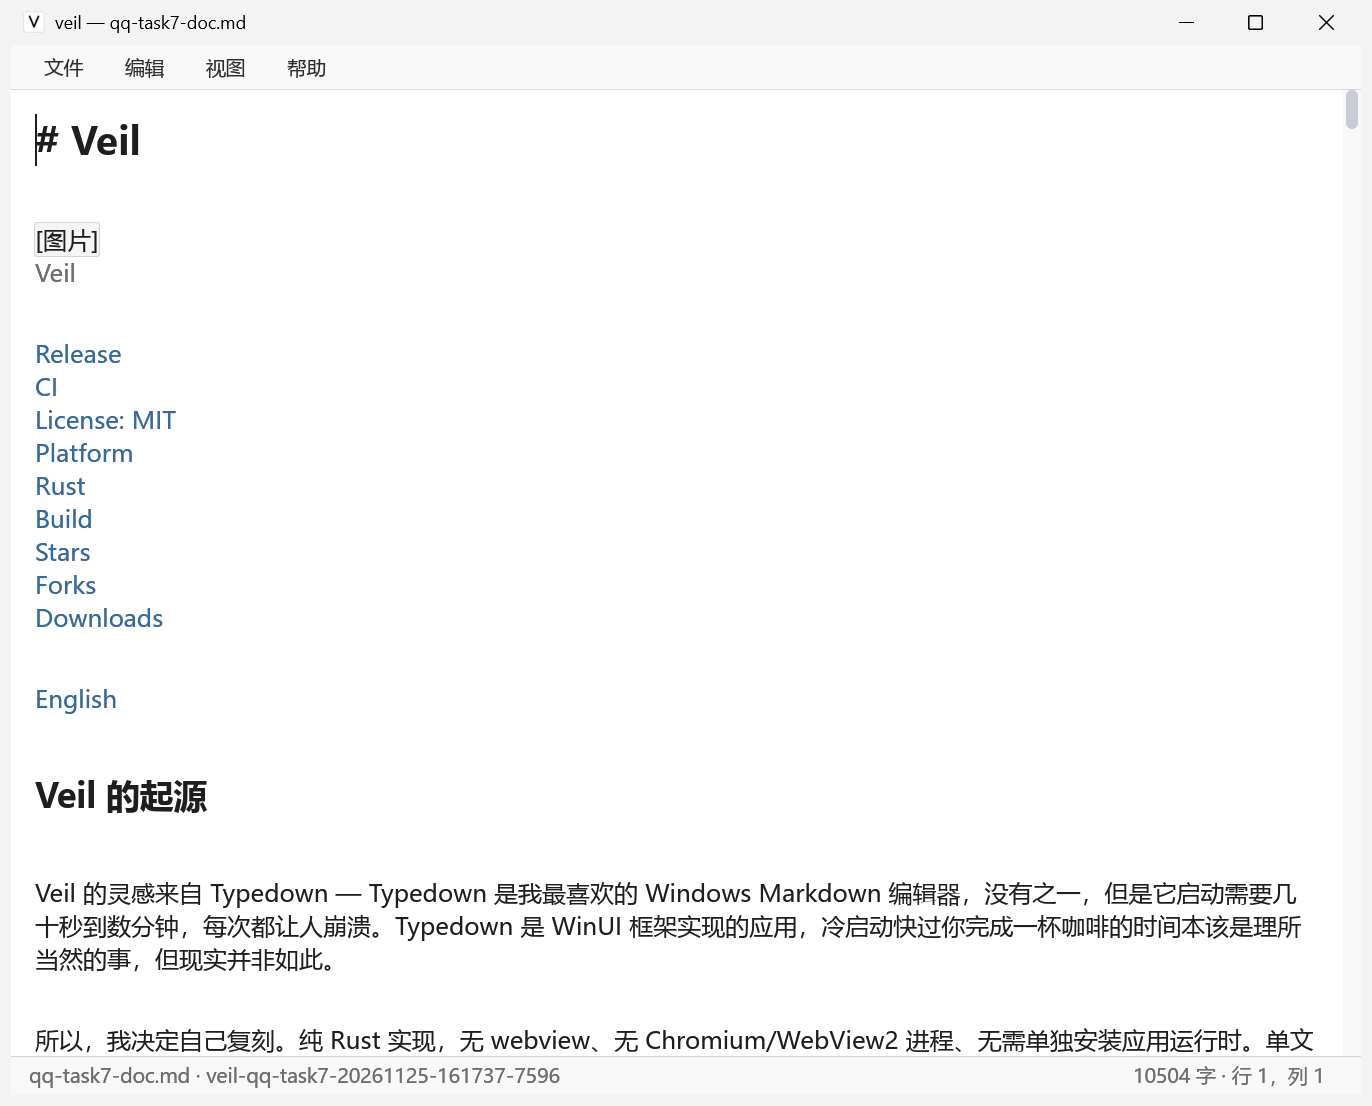 V veil — qq-task7-doc.md
文件 编辑 视图 帮助
# Veil
[图片]
Veil
Release
CI
License: MIT
Platform
Rust
Build
Stars
Forks
Downloads
English
Veil 的起源
Veil 的灵感来自 Typedown — Typedown 是我最喜欢的 Windows Markdown 编辑器，没有之一，但是它启动需要几
十秒到数分钟，每次都让人崩溃。Typedown 是 WinUI 框架实现的应用，冷启动快过你完成一杯咖啡的时间本该是理所
当然的事，但现实并非如此。
所以，我决定自己复刻。纯 Rust 实现，无 webview、无 Chromium/WebView2 进程、无需单独安装应用运行时。单文
qq-task7-doc.md · veil-qq-task7-20261125-161737-7596
10504 字 · 行 1，列 1